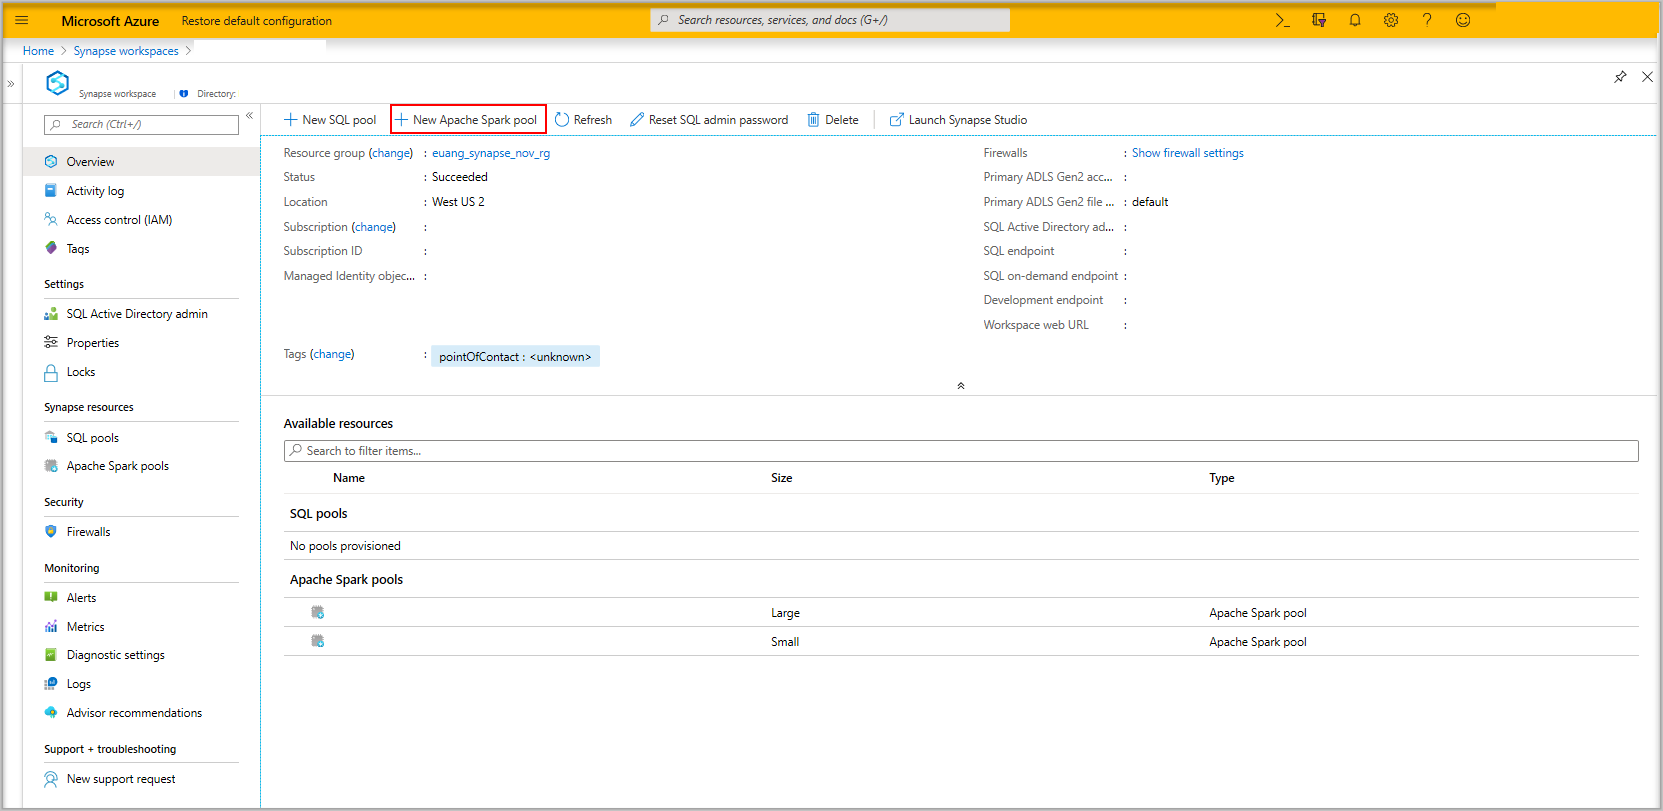 Microsoft Azure Restore default configuration Search resources, services, and docs (G+/)
Home > Synapse workspaces >
Synapse workspace Directory:
Search (Ctrl+/)
Overview
Activity log
Access control (IAM)
Tags
Settings
SQL Active Directory admin
Properties
Locks
Synapse resources
SQL pools
Apache Spark pools
Security
Firewalls
Monitoring
Alerts
Metrics
Diagnostic settings
Logs
Advisor recommendations
Support + troubleshooting
New support request
New SQL pool New Apache Spark pool Refresh Reset SQL admin password Delete Launch Synapse Studio
Resource group (change) : euang_synapse_nov_rg
Status : Succeeded
Location : West US 2
Subscription (change) :
Subscription ID :
Managed Identity objec... :
Tags (change) : pointOfContact : <unknown>
Firewalls : Show firewall settings
Primary ADLS Gen2 acc... :
Primary ADLS Gen2 file ... : default
SQL Active Directory ad... :
SQL endpoint :
SQL on-demand endpoint :
Development endpoint :
Workspace web URL :
Available resources
Search to filter items...
Name Size Type
SQL pools
No pools provisioned
Apache Spark pools
Large Apache Spark pool
Small Apache Spark pool